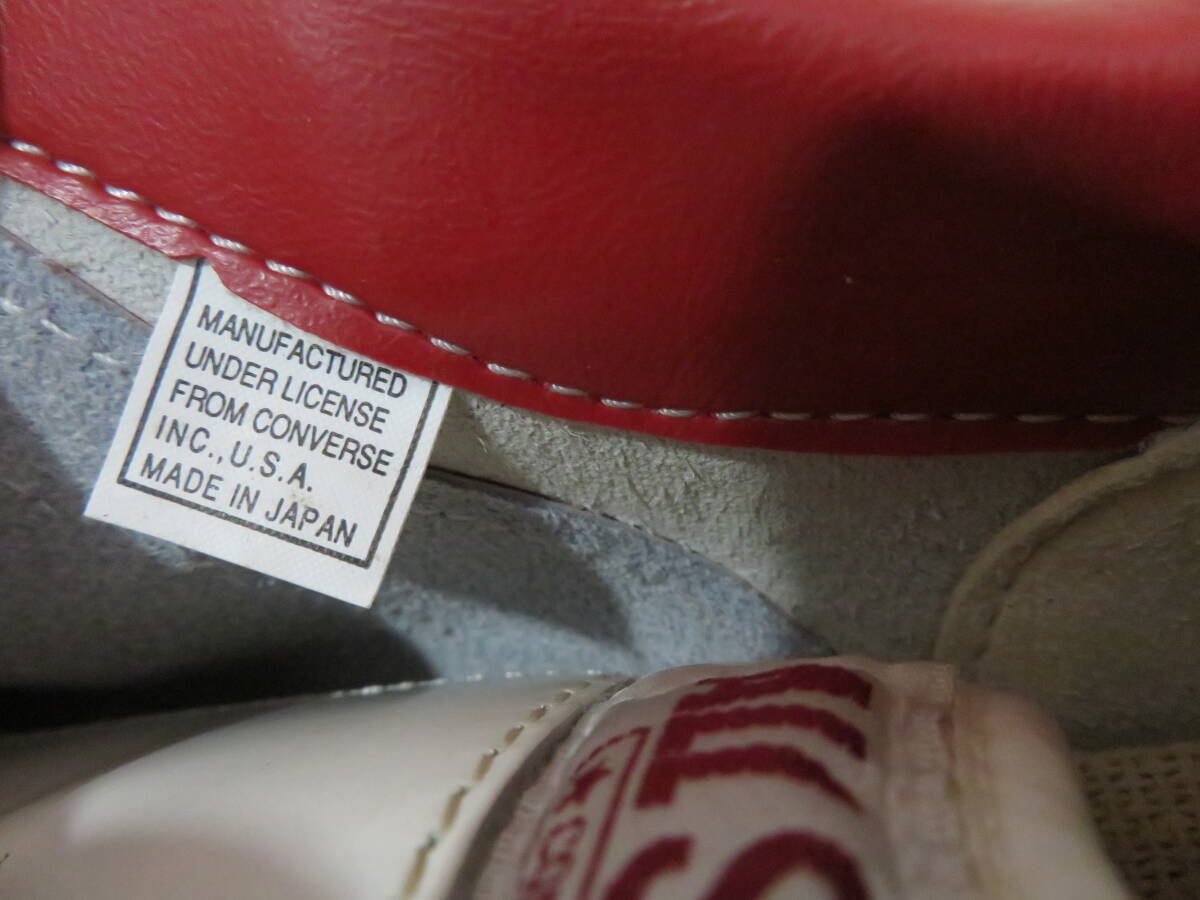 MANUFACTURED
UNDER LICENSE
FROM CONVERSE
INC., U.S.A.
MADE IN JAPAN